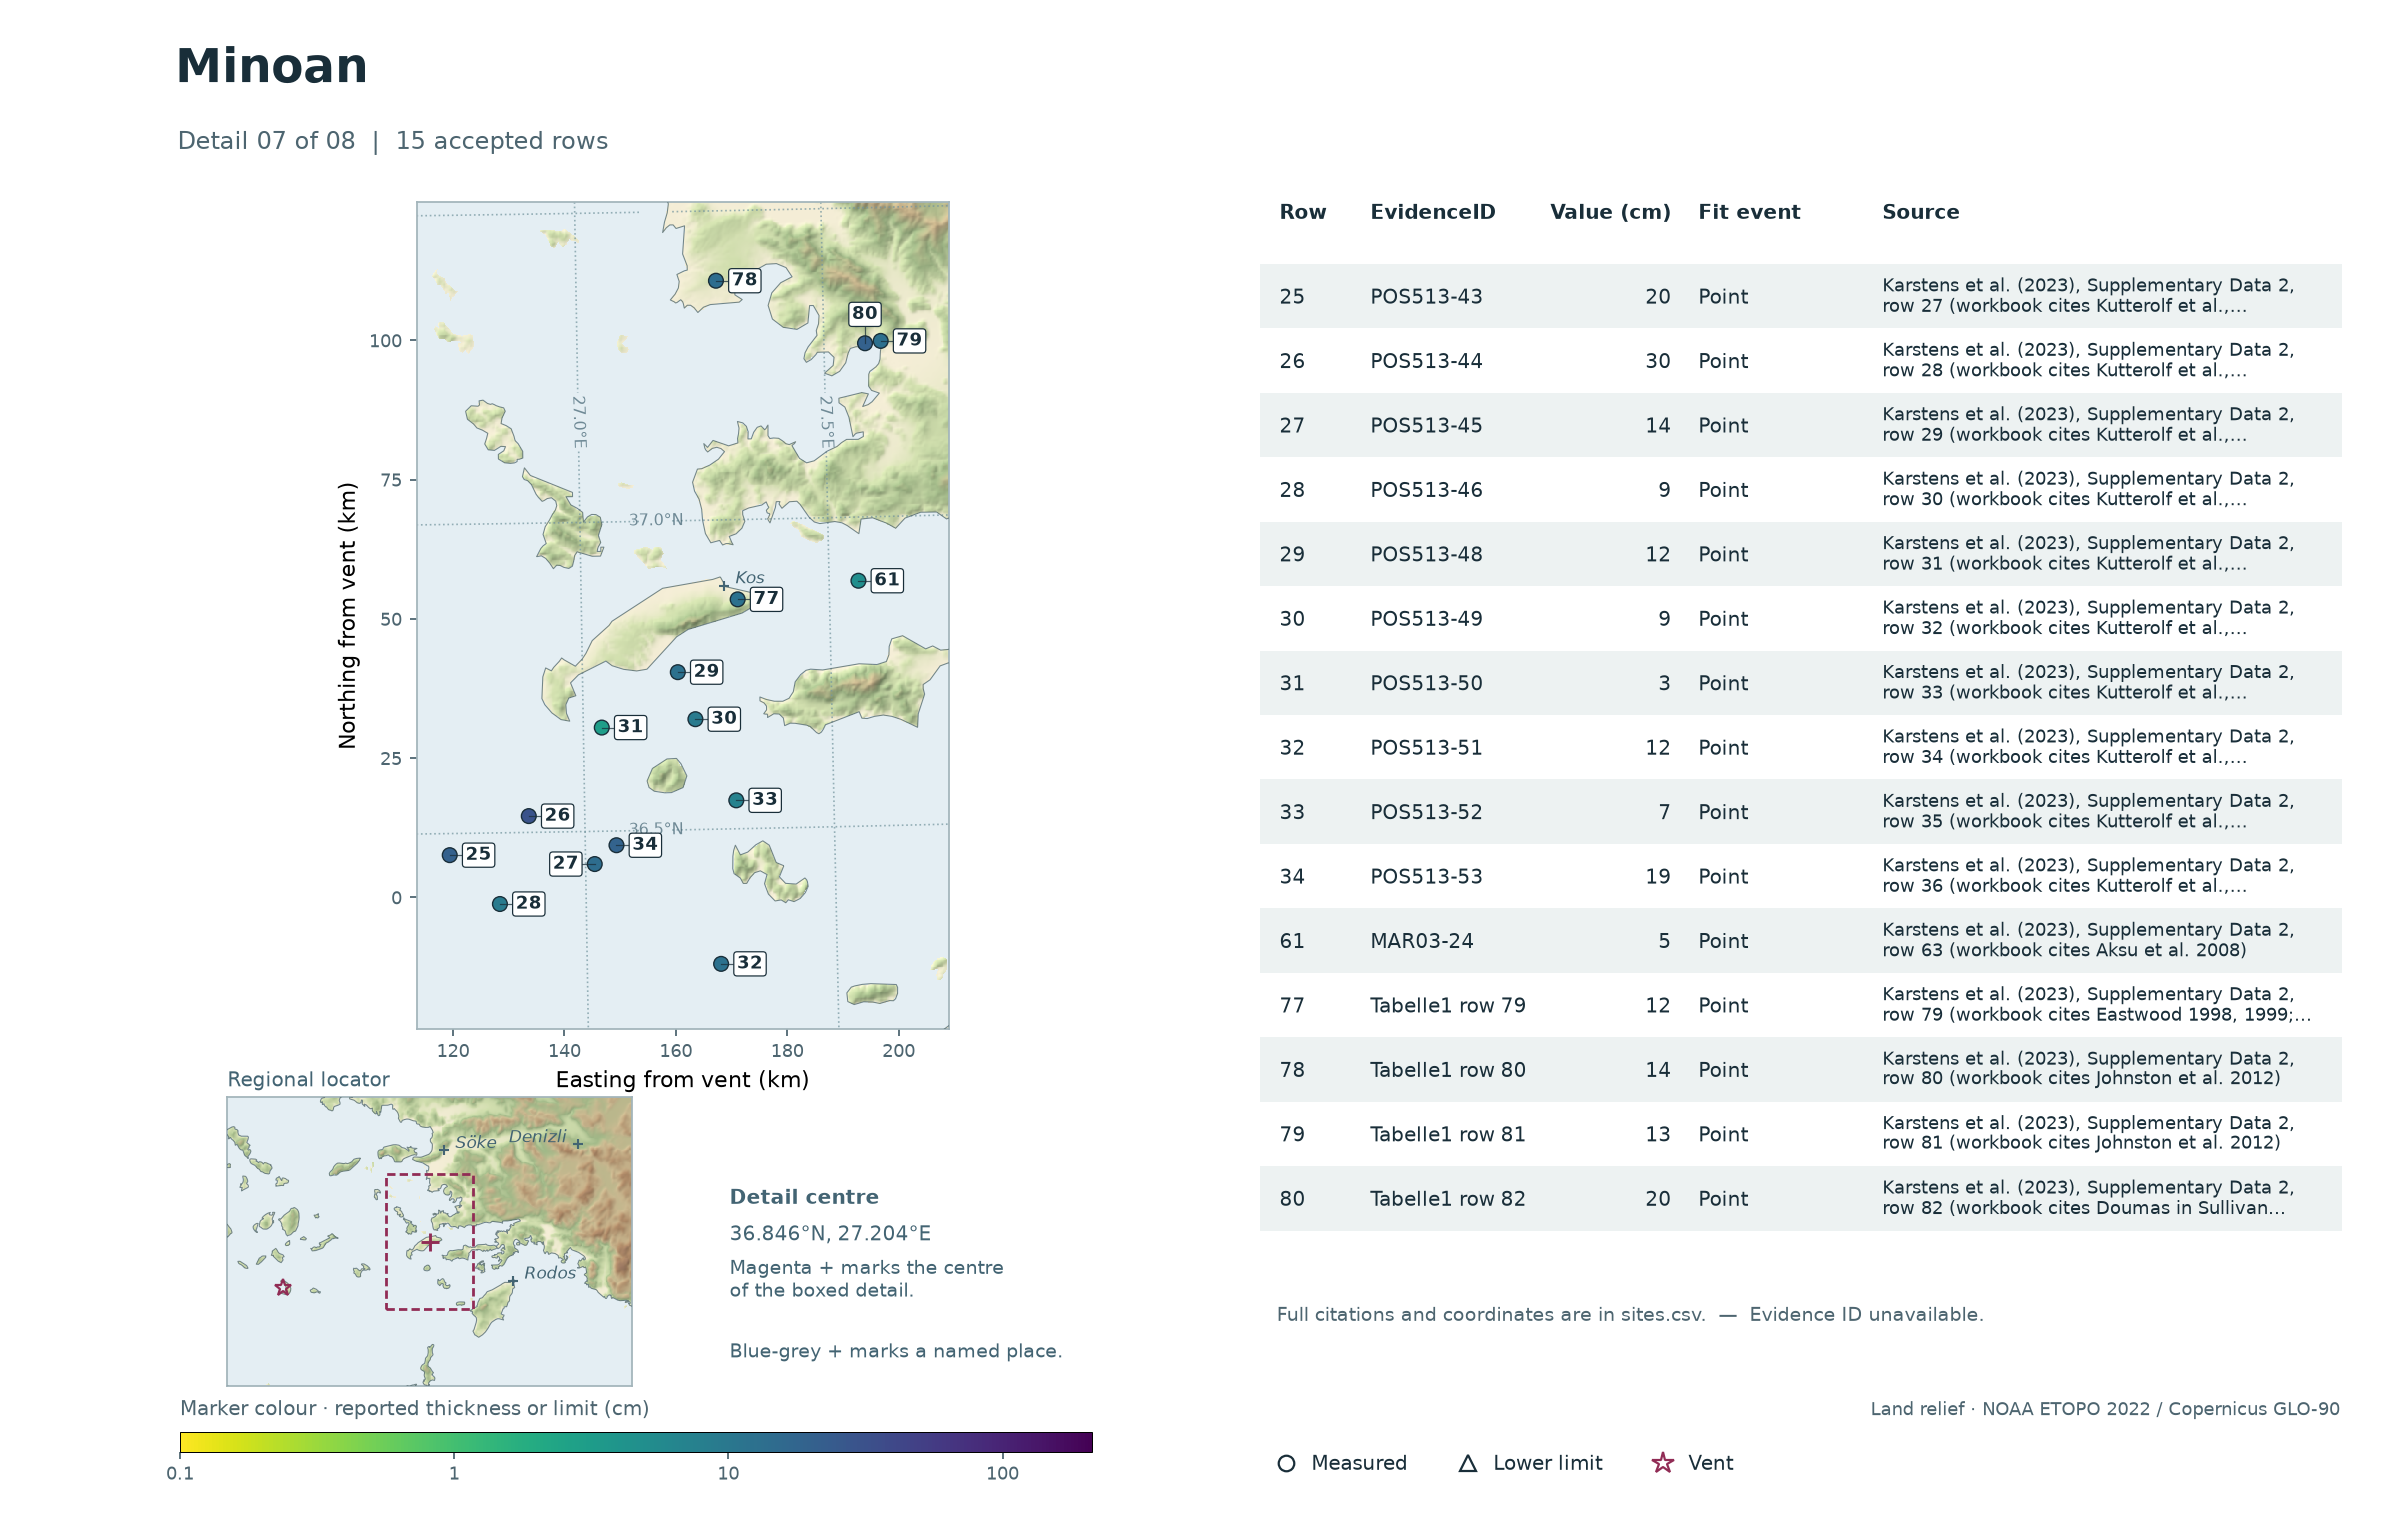 Minoan
Detail 07 of 08 | 15 accepted rows
78
80
79
100
27.0°E
27.5°E
75
37.0°N
Kos
61
77
50
29
30
31
25
33
26
36.5°N
34
25
27
0
28
32
Northing from vent (km)
120 140 160 180 200
Easting from vent (km)
Regional locator
Söke Denizli
Rodos
Detail centre
36.846°N, 27.204°E
Magenta + marks the centre
of the boxed detail.
Blue-grey + marks a named place.
Marker colour · reported thickness or limit (cm)
0.1 1 10 100
Row EvidenceID Value (cm) Fit event Source
25 POS513-43 20 Point Karstens et al. (2023), Supplementary Data 2,
row 27 (workbook cites Kutterolf et al.,...
26 POS513-44 30 Point Karstens et al. (2023), Supplementary Data 2,
row 28 (workbook cites Kutterolf et al.,...
27 POS513-45 14 Point Karstens et al. (2023), Supplementary Data 2,
row 29 (workbook cites Kutterolf et al.,...
28 POS513-46 9 Point Karstens et al. (2023), Supplementary Data 2,
row 30 (workbook cites Kutterolf et al.,...
29 POS513-48 12 Point Karstens et al. (2023), Supplementary Data 2,
row 31 (workbook cites Kutterolf et al.,...
30 POS513-49 9 Point Karstens et al. (2023), Supplementary Data 2,
row 32 (workbook cites Kutterolf et al.,...
31 POS513-50 3 Point Karstens et al. (2023), Supplementary Data 2,
row 33 (workbook cites Kutterolf et al.,...
32 POS513-51 12 Point Karstens et al. (2023), Supplementary Data 2,
row 34 (workbook cites Kutterolf et al.,...
33 POS513-52 7 Point Karstens et al. (2023), Supplementary Data 2,
row 35 (workbook cites Kutterolf et al.,...
34 POS513-53 19 Point Karstens et al. (2023), Supplementary Data 2,
row 36 (workbook cites Kutterolf et al.,...
61 MAR03-24 5 Point Karstens et al. (2023), Supplementary Data 2,
row 63 (workbook cites Aksu et al. 2008)
77 Tabelle1 row 79 12 Point Karstens et al. (2023), Supplementary Data 2,
row 79 (workbook cites Eastwood 1998, 1999;...
78 Tabelle1 row 80 14 Point Karstens et al. (2023), Supplementary Data 2,
row 80 (workbook cites Johnston et al. 2012)
79 Tabelle1 row 81 13 Point Karstens et al. (2023), Supplementary Data 2,
row 81 (workbook cites Johnston et al. 2012)
80 Tabelle1 row 82 20 Point Karstens et al. (2023), Supplementary Data 2,
row 82 (workbook cites Doumas in Sullivan...
Full citations and coordinates are in sites.csv. — Evidence ID unavailable.
Land relief · NOAA ETOPO 2022 / Copernicus GLO-90
Measured Lower limit Vent